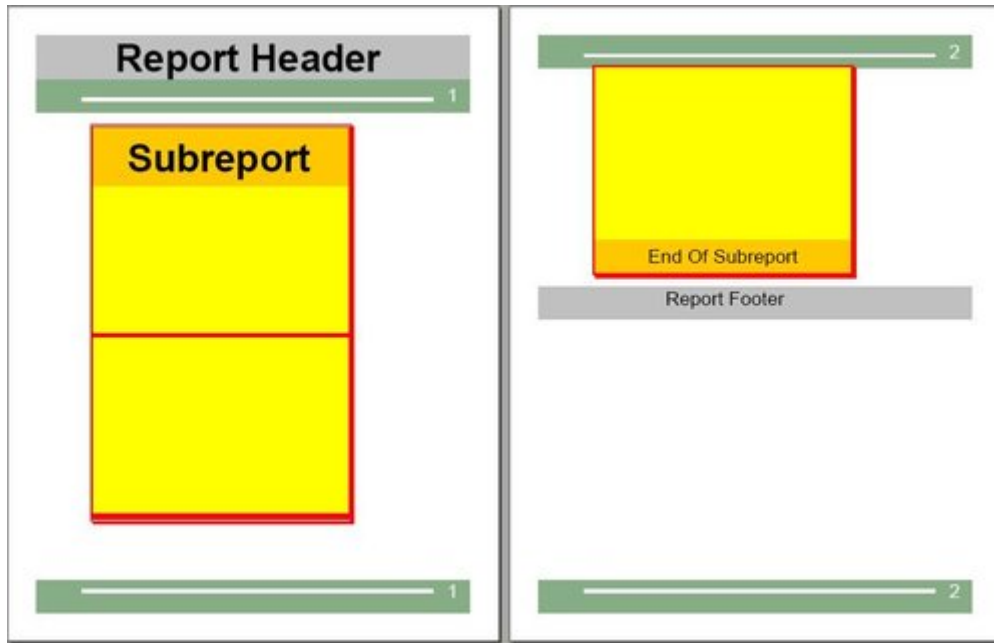 Report Header
1
Subreport
1
2
End Of Subreport
Report Footer
2